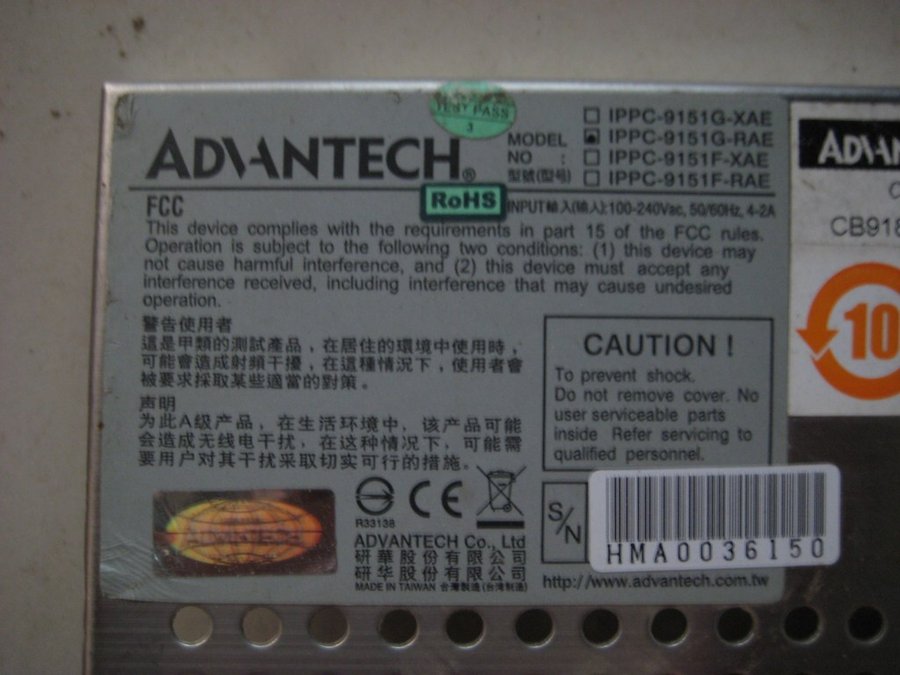 TEST PASS
3
ADVANTECH®
MODEL
NO :
型號(型号)
IPPC-9151G-XAE
IPPC-9151G-RAE
IPPC-9151F-XAE
IPPC-9151F-RAE
RoHS
INPUT輸入(输入):100-240Vac, 50/60Hz, 4-2A
FCC
This device complies with the requirements in part 15 of the FCC rules.
Operation is subject to the following two conditions: (1) this device may
not cause harmful interference, and (2) this device must accept any
interference received, including interference that may cause undesired
operation.
警告使用者
這是甲類的測試產品，在居住的環境中使用時，
可能會造成射頻干擾，在這種情況下，使用者會
被要求採取某些適當的對策。
声明
为此A级产品，在生活环境中，该产品可能
会造成无线电干扰，在这种情况下，可能需
要用户对其干扰采取切实可行的措施。
CAUTION !
To prevent shock.
Do not remove cover. No
user serviceable parts
inside Refer servicing to
qualified personnel.
ADVANTECH
R33138
CE
ADVANTECH Co., Ltd
研華股份有限公司
研华股份有限公司
MADE IN TAIWAN 台灣製造(台湾制造)
S/N
HMA0036150
http://www.advantech.com.tw
CB918
10